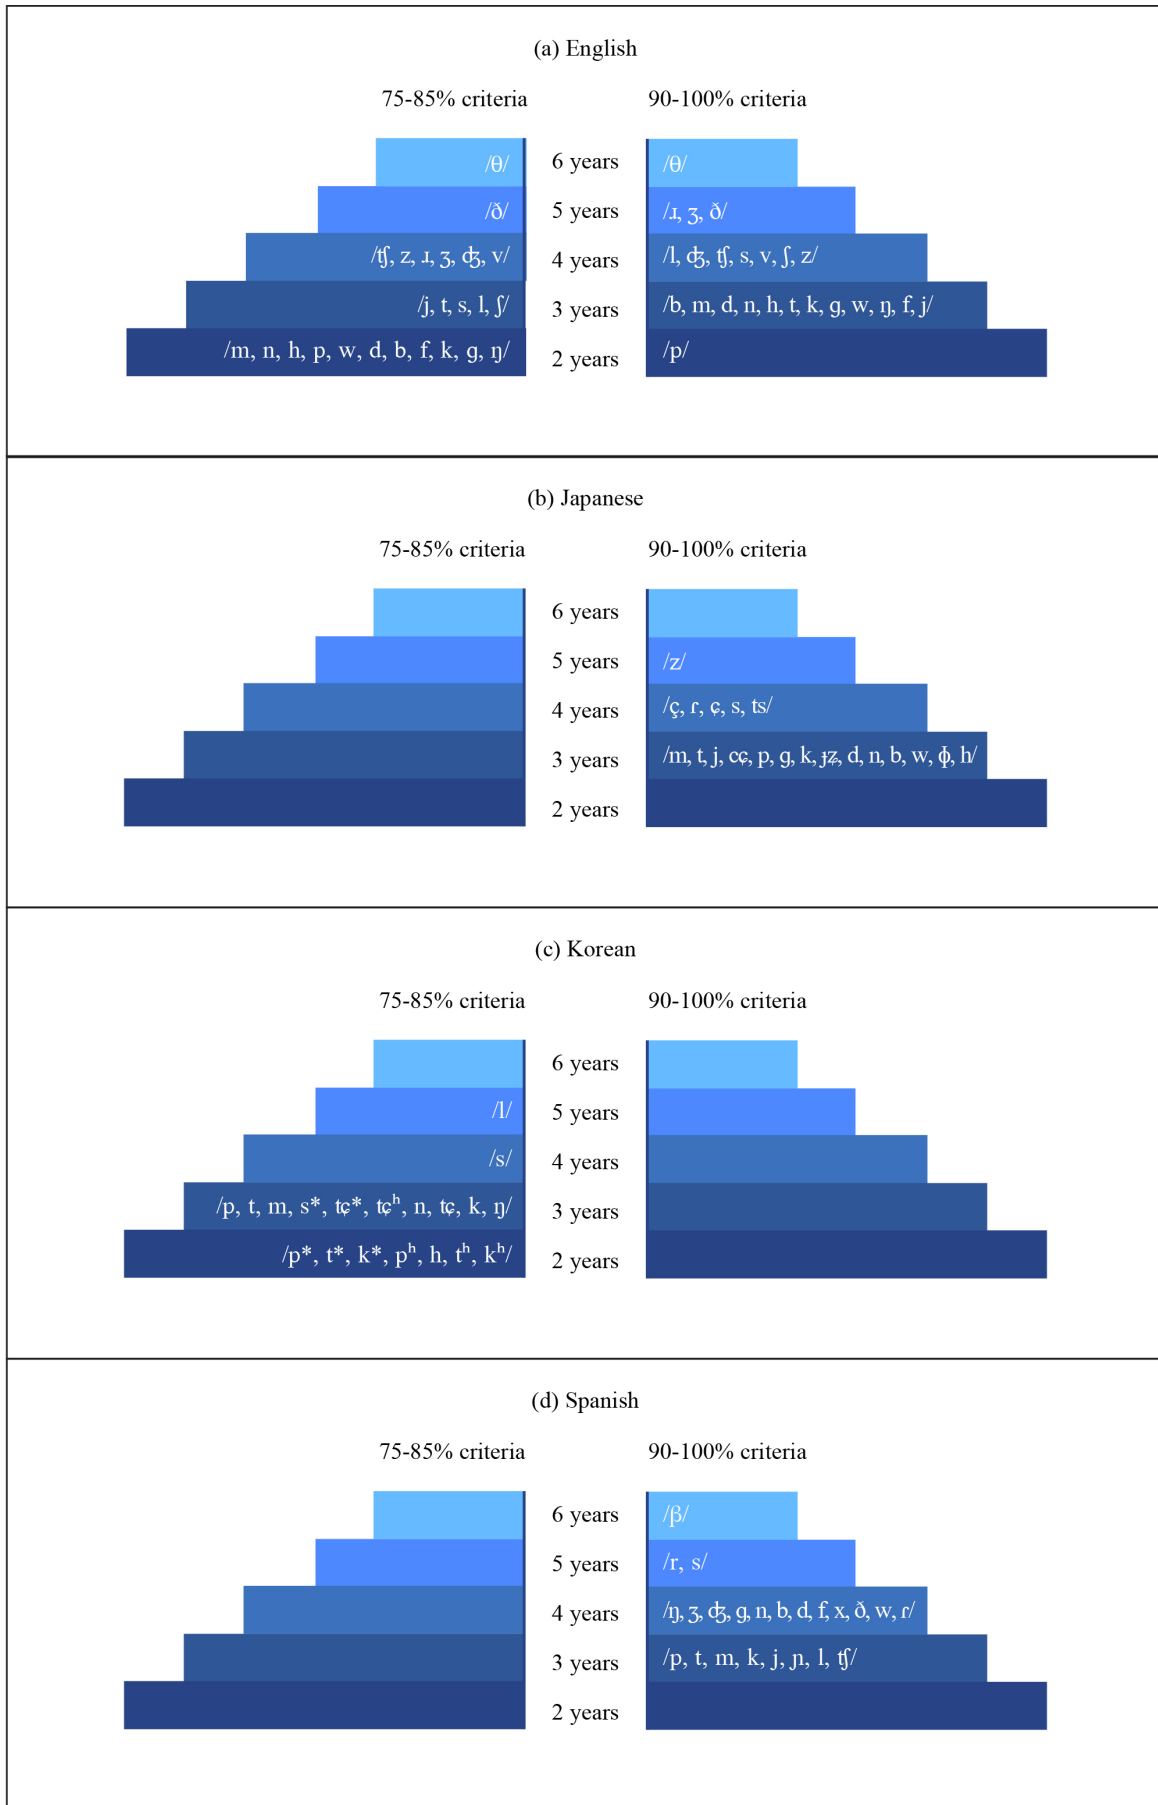 (a) English
75-85% criteria 90-100% criteria
/θ/ 6 years /θ/
/ð/ 5 years /ɹ, ʒ, ð/
/ʧ, z, ɹ, ʒ, ʤ, v/ 4 years /l, ʤ, ʧ, s, v, ʃ, z/
/j, t, s, l, ʃ/ 3 years /b, m, d, n, h, t, k, ɡ, w, ŋ, f, j/
/m, n, h, p, w, d, b, f, k, ɡ, ŋ/ 2 years /p/
(b) Japanese
75-85% criteria 90-100% criteria
6 years
5 years /z/
4 years /ç, ɾ, ɕ, s, ts/
3 years /m, t, j, cɕ, p, ɡ, k, ɟʑ, d, n, b, w, ɸ, h/
2 years
(c) Korean
75-85% criteria 90-100% criteria
6 years
/l/ 5 years
/s/ 4 years
/p, t, m, s*, tɕ*, tɕʰ, n, tɕ, k, ŋ/ 3 years
/p*, t*, k*, pʰ, h, tʰ, kʰ/ 2 years
(d) Spanish
75-85% criteria 90-100% criteria
6 years /β/
5 years /r, s/
4 years /ŋ, ʒ, ʤ, ɡ, n, b, d, f, x, ð, w, ɾ/
3 years /p, t, m, k, j, ɲ, l, ʧ/
2 years